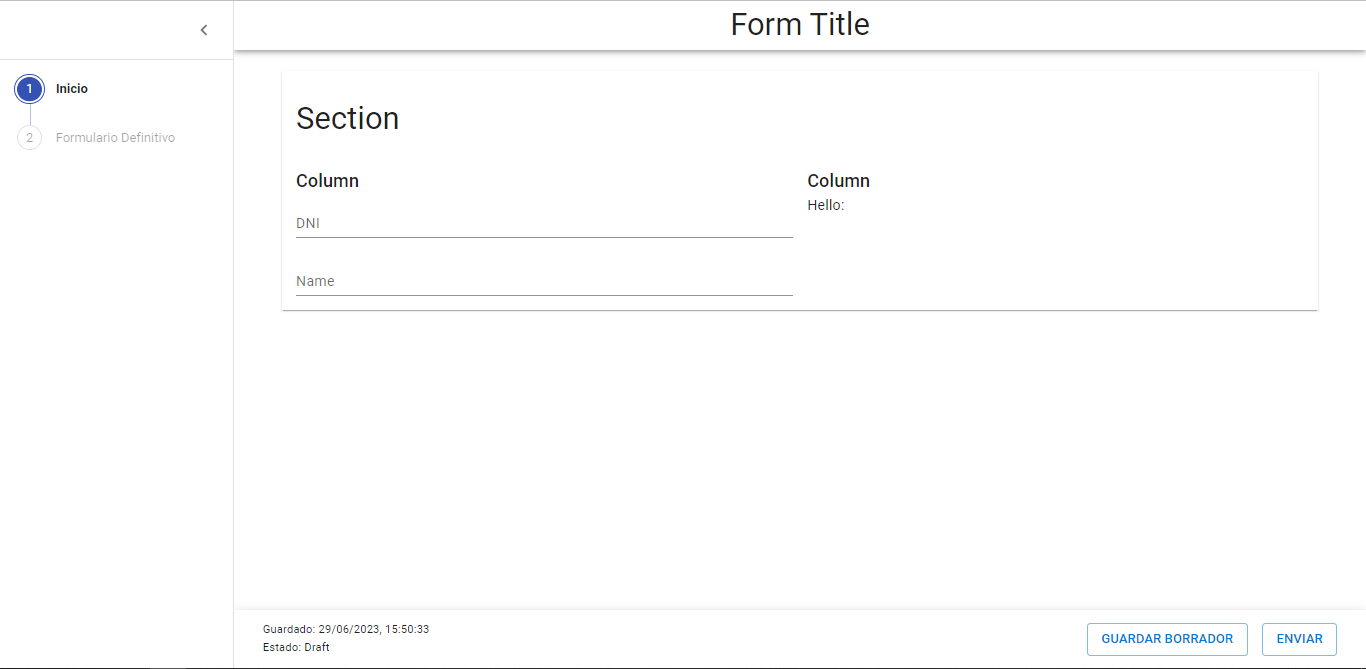 Form Title
1 Inicio
2 Formulario Definitivo
Section
Column
DNI
Name
Column
Hello:
Guardado: 29/06/2023, 15:50:33
Estado: Draft
GUARDAR BORRADOR
ENVIAR